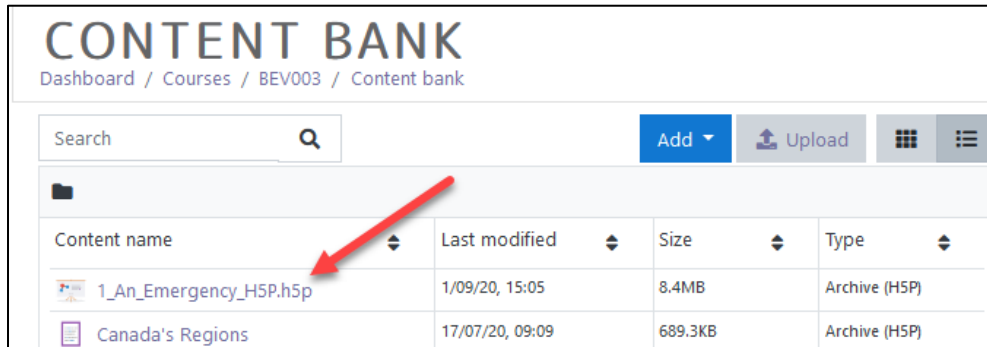 CONTENT BANK
Dashboard / Courses / BEV003 / Content bank
Search Add Upload
Content name Last modified Size Type
1_An_Emergency_H5P.h5p 1/09/20, 15:05 8.4MB Archive (H5P)
Canada's Regions 17/07/20, 09:09 689.3KB Archive (H5P)